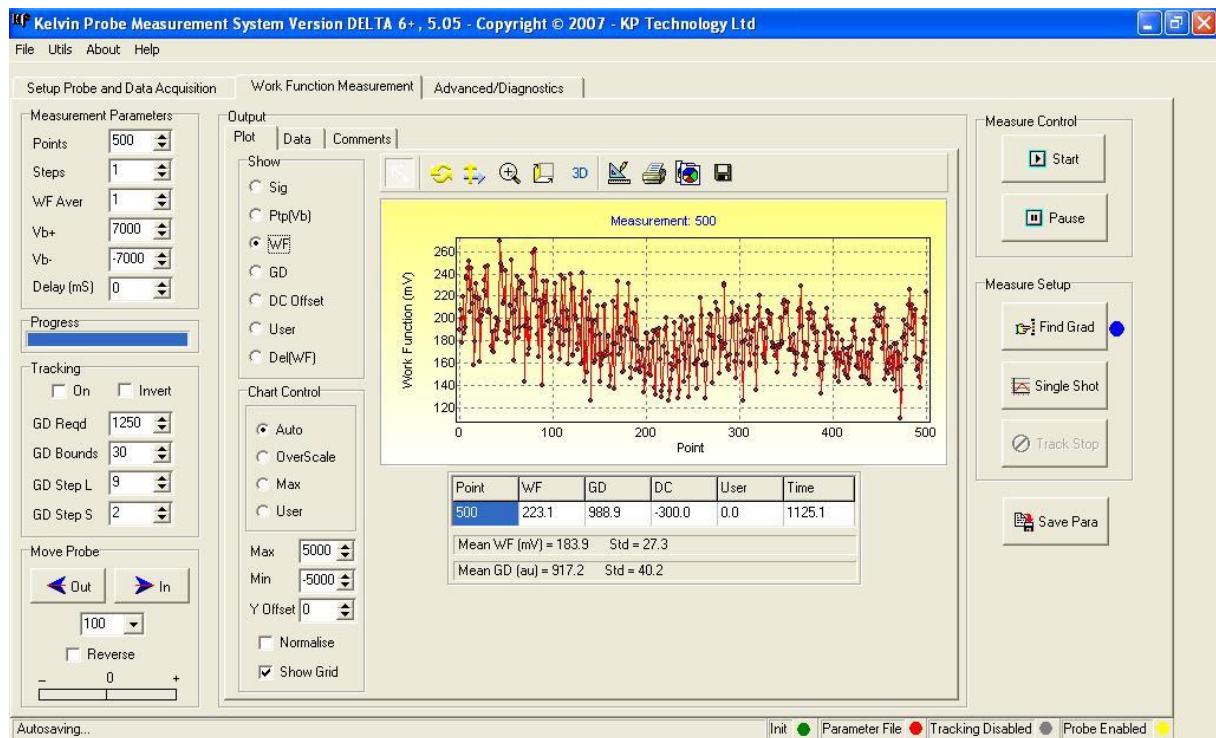 Kelvin Probe Measurement System Version DELTA 6+, 5.05 - Copyright © 2007 - KP Technology Ltd
File Utils About Help
Setup Probe and Data Acquisition
Work Function Measurement
Advanced/Diagnostics
Measurement Parameters
Points 500
Steps 1
WF Aver 1
Vb+ 7000
Vb- -7000
Delay (mS) 0
Progress
Tracking
On Invert
GD Reqd 1250
GD Bounds 30
GD Step L 9
GD Step S 2
Move Probe
Out In
100
Reverse
- 0 +
Output
Plot Data Comments
Show
Sig
Ptp(Vb)
WF
GD
DC Offset
User
Del(WF)
Chart Control
Auto
OverScale
Max
User
Max 5000
Min -5000
Y Offset 0
Normalise
Show Grid
3D
Measurement: 500
Work Function (mV)
260
240
220
200
180
160
140
120
0 100 200 300 400 500
Point
Point WF GD DC User Time
500 223.1 988.9 -300.0 0.0 1125.1
Mean WF (mV) = 183.9 Std = 27.3
Mean GD (au) = 917.2 Std = 40.2
Measure Control
Start
Pause
Measure Setup
Find Grad
Single Shot
Track Stop
Save Para
Autosaving...
Init Parameter File Tracking Disabled Probe Enabled